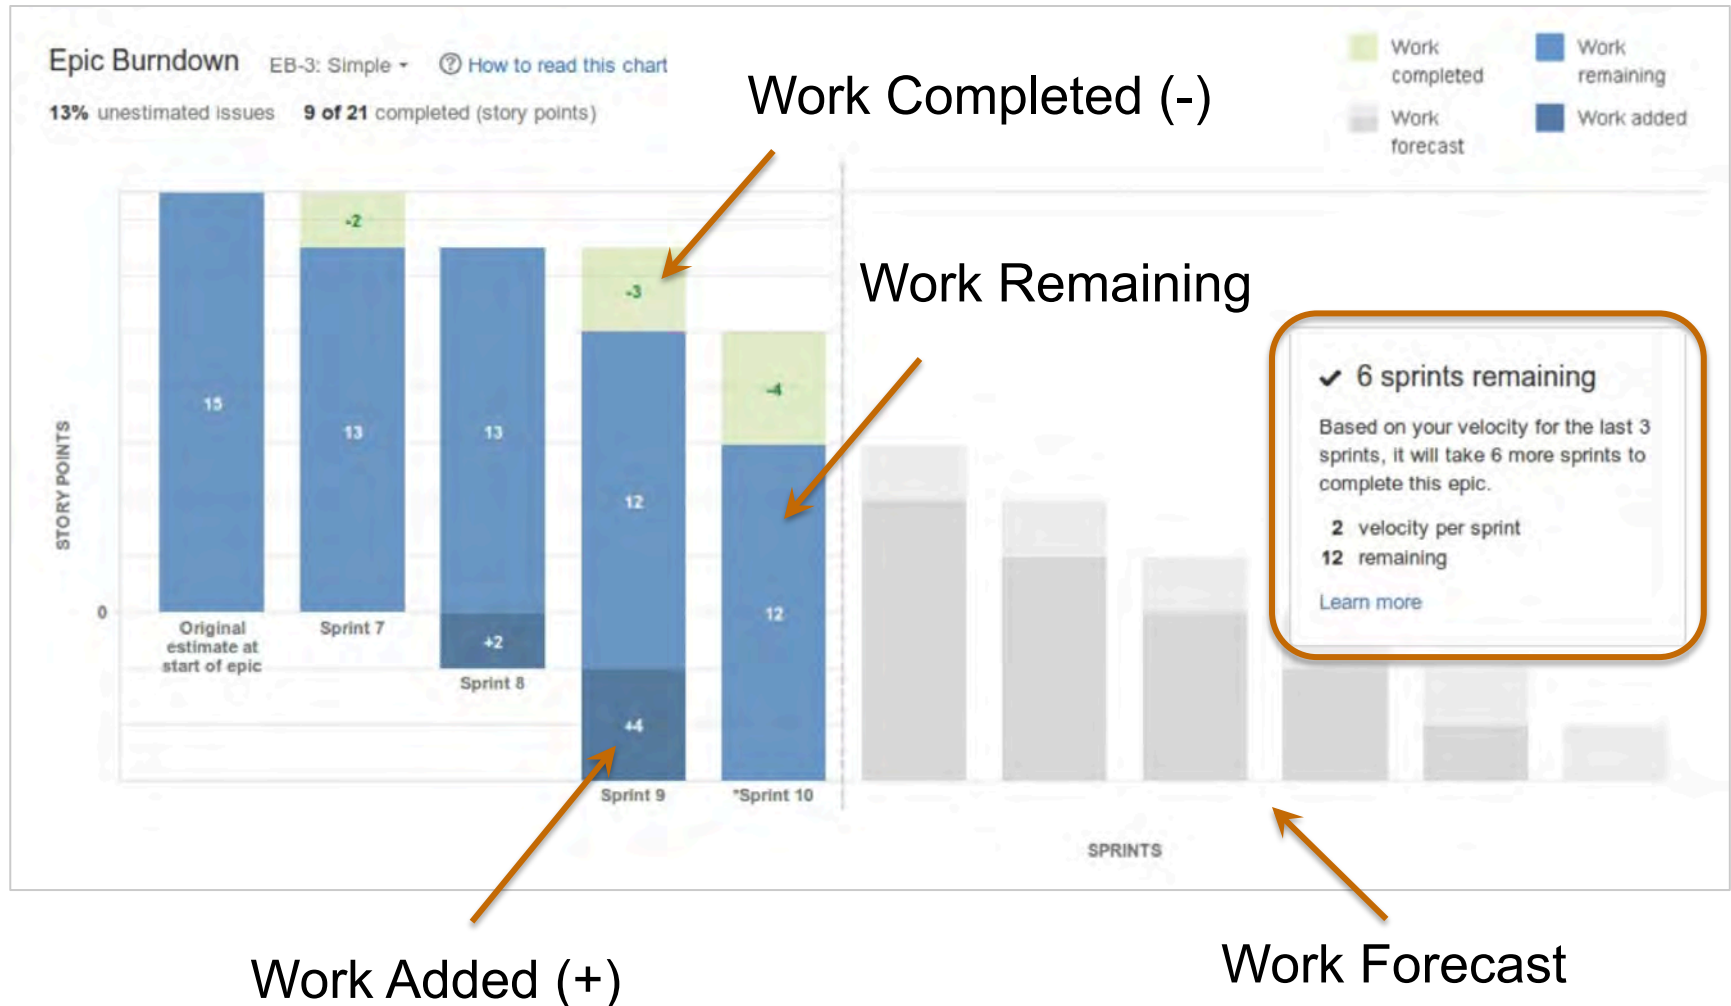 Epic Burndown EB-3: Simple How to read this chart
13% unestimated issues 9 of 21 completed (story points)
Work Completed (-)
Work completed
Work remaining
Work forecast
Work added
Work Remaining
STORY POINTS
0
15
-2
13
13
+2
-3
12
+4
-4
12
Original
estimate at
start of epic
Sprint 7
Sprint 8
Sprint 9
*Sprint 10
6 sprints remaining
Based on your velocity for the last 3
sprints, it will take 6 more sprints to
complete this epic.
2 velocity per sprint
12 remaining
Learn more
SPRINTS
Work Added (+)
Work Forecast